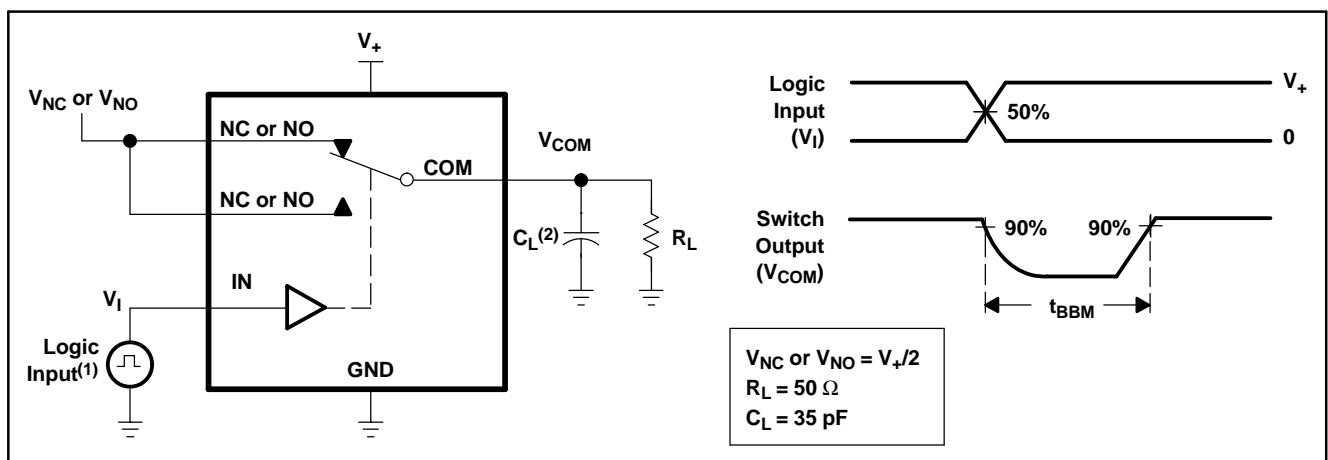 V+
VNC or VNO
NC or NO
VCOM
COM
NC or NO
CL(2)
RL
IN
VI
Logic
Input(1)
GND
Logic
Input
(VI)
V+
50%
0
Switch
Output
(VCOM)
90%
90%
tBBM
VNC or VNO = V+/2
RL = 50 Ω
CL = 35 pF